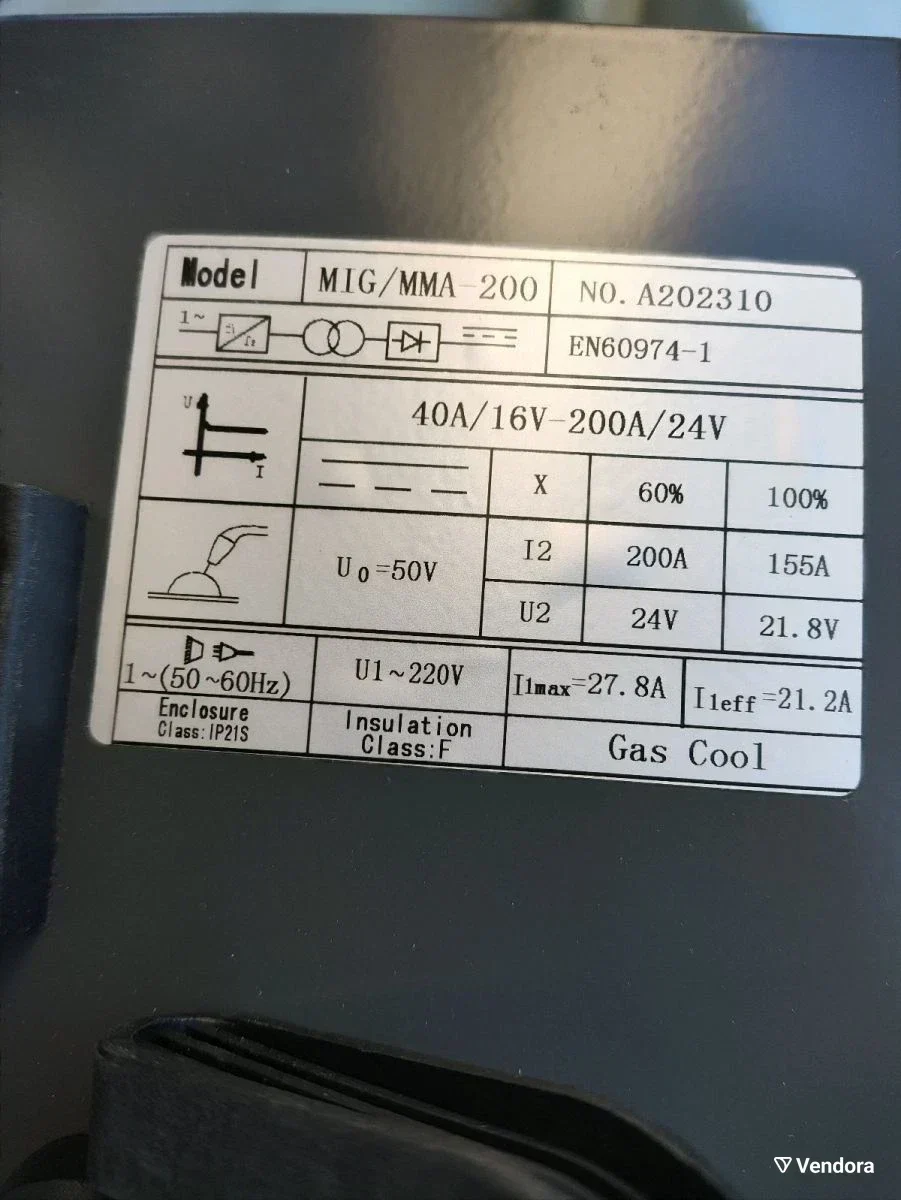 Model MIG/MMA-200 NO. A202310
1~ EN60974-1
U I 40A/16V-200A/24V
X 60% 100%
U0=50V I2 200A 155A
U2 24V 21.8V
1~(50~60Hz) U1~220V I1max=27.8A I1eff=21.2A
Enclosure Class:IP21S Insulation Class:F Gas Cool
Vendora